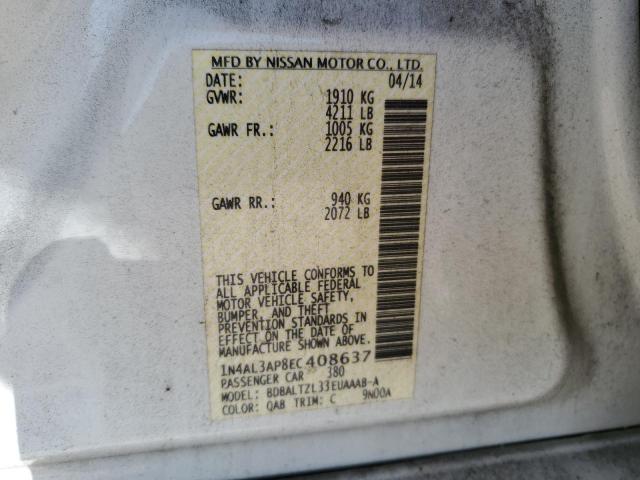 MFD BY NISSAN MOTOR CO., LTD.
DATE: 04/14
GVWR: 1910 KG
4211 LB
GAWR FR.: 1005 KG
2216 LB
GAWR RR.: 940 KG
2072 LB
THIS VEHICLE CONFORMS TO
ALL APPLICABLE FEDERAL
MOTOR VEHICLE SAFETY,
BUMPER, AND THEFT
PREVENTION STANDARDS IN
EFFECT ON THE DATE OF
MANUFACTURE SHOWN ABOVE.
1N4AL3AP8EC408637
PASSENGER CAR 380
MODEL: BDBALTZL33EUAAAB-A
COLOR: QAB TRIM: C 9N00A